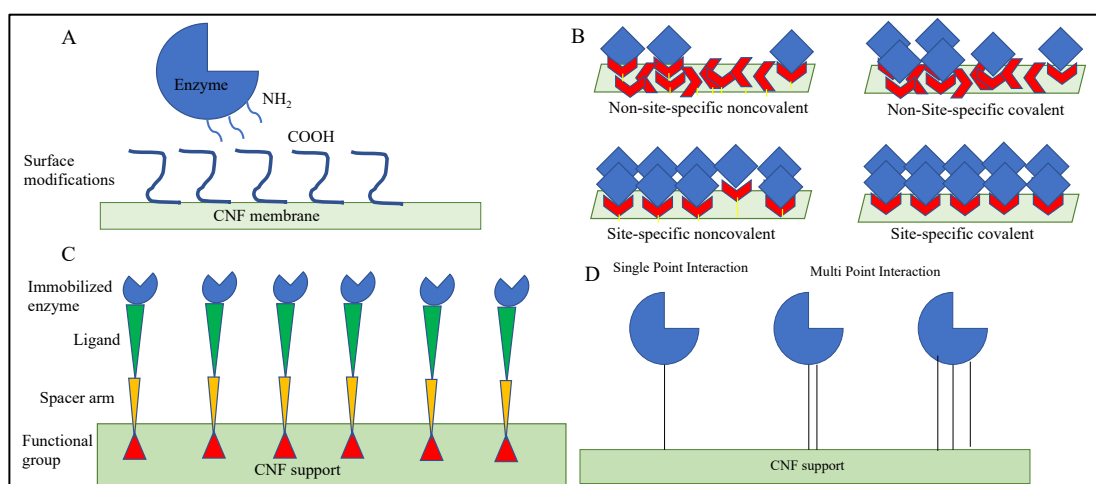 A
Enzyme
NH2
COOH
Surface
modifications
CNF membrane
B
Non-site-specific noncovalent
Non-Site-specific covalent
Site-specific noncovalent
Site-specific covalent
C
Immobilized
enzyme
Ligand
Spacer arm
Functional
group
CNF support
D
Single Point Interaction
Multi Point Interaction
CNF support